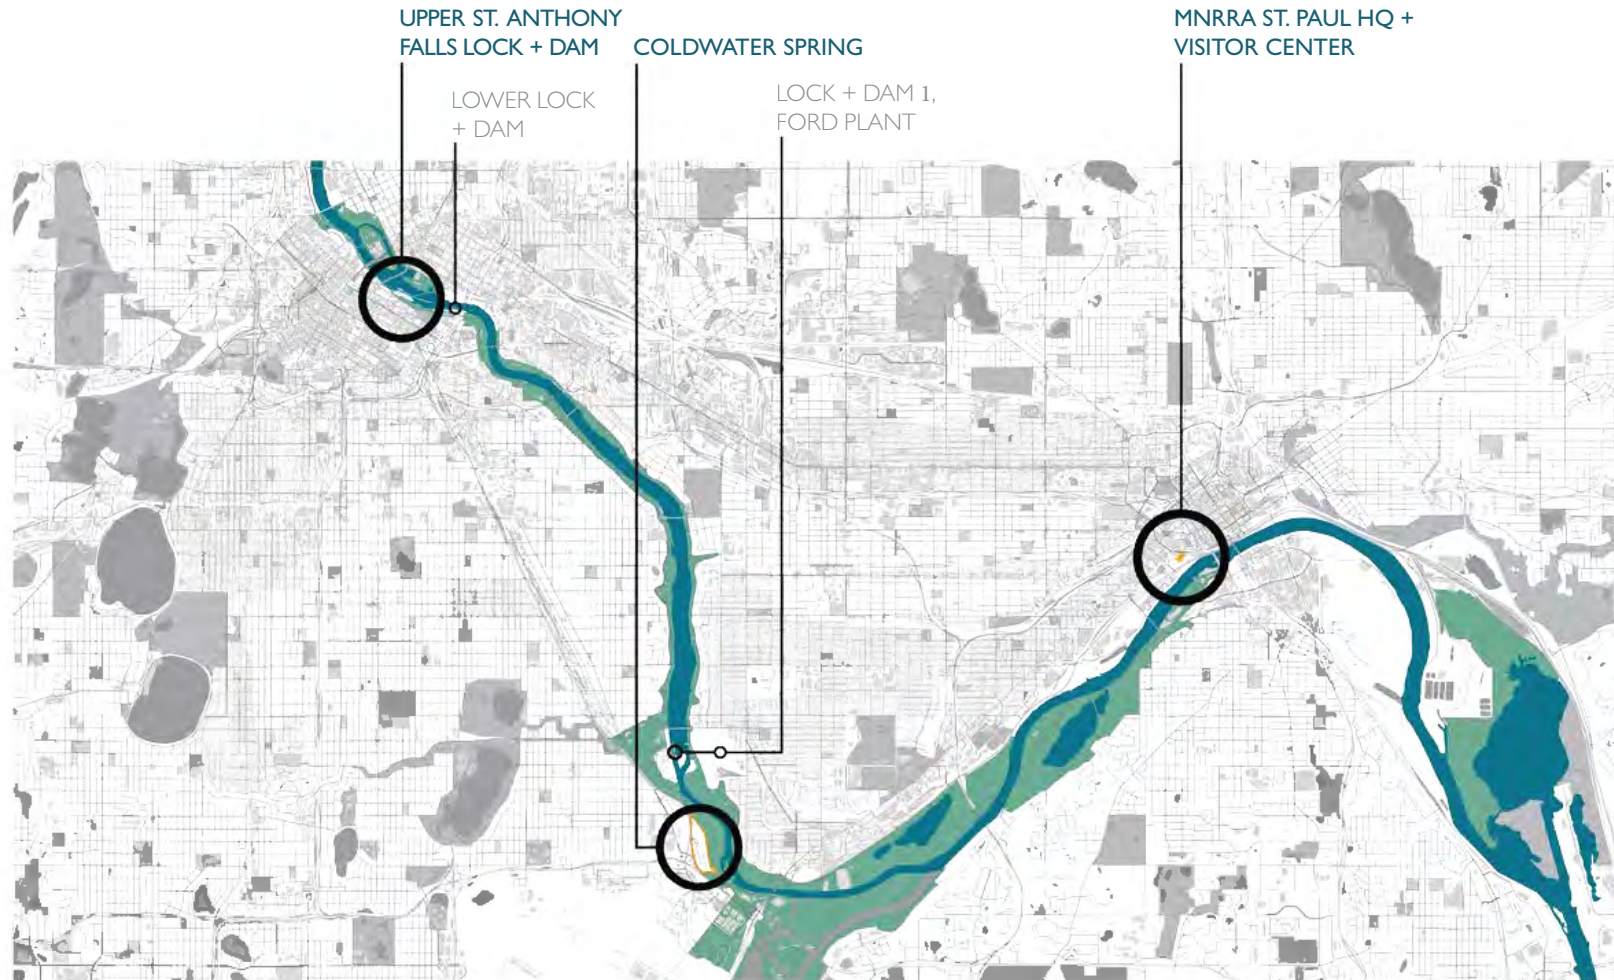 UPPER ST. ANTHONY
FALLS LOCK + DAM
COLDWATER SPRING
MNRRA ST. PAUL HQ +
VISITOR CENTER
LOWER LOCK
+ DAM
LOCK + DAM 1,
FORD PLANT